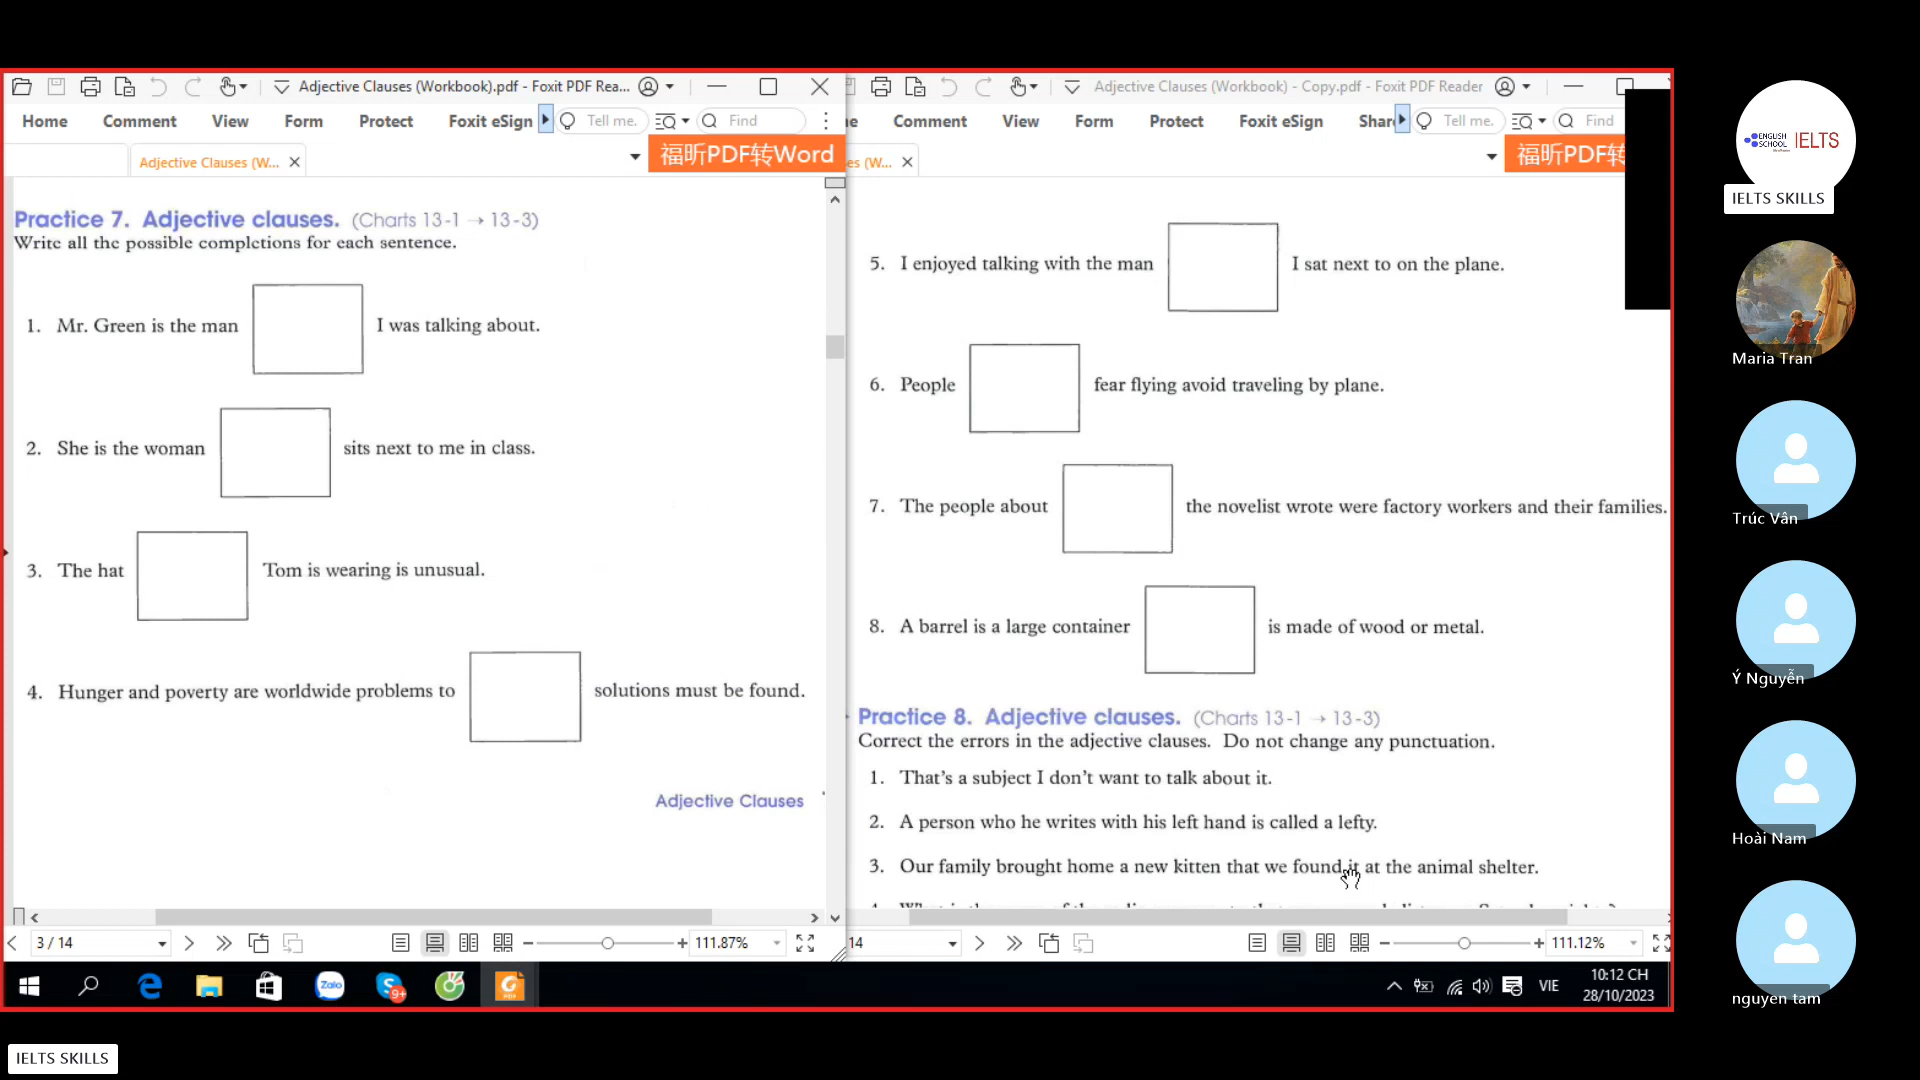 Adjective Clauses (Workbook).pdf - Foxit PDF Rea...
Home Comment View Form Protect Foxit eSign Tell me. Find
Adjective Clauses (W... 福昕PDF转Word
Practice 7. Adjective clauses. (Charts 13-1 → 13-3)
Write all the possible completions for each sentence.
1. Mr. Green is the man I was talking about.
2. She is the woman sits next to me in class.
3. The hat Tom is wearing is unusual.
4. Hunger and poverty are worldwide problems to solutions must be found.
Adjective Clauses
3 / 14 111.87%
Adjective Clauses (Workbook) - Copy.pdf - Foxit PDF Reader
Comment View Form Protect Foxit eSign Tell me. Find
福昕PDF
5. I enjoyed talking with the man I sat next to on the plane.
6. People fear flying avoid traveling by plane.
7. The people about the novelist wrote were factory workers and their families.
8. A barrel is a large container is made of wood or metal.
Practice 8. Adjective clauses. (Charts 13-1 → 13-3)
Correct the errors in the adjective clauses. Do not change any punctuation.
1. That's a subject I don't want to talk about it.
2. A person who he writes with his left hand is called a lefty.
3. Our family brought home a new kitten that we found it at the animal shelter.
14 111.12%
Zalo 9+ VIE 10:12 CH
28/10/2023
ENGLISH SCHOOL IELTS
IELTS SKILLS
Maria Tran
Trúc Vân
Ý Nguyễn
Hoài Nam
nguyen tam
IELTS SKILLS